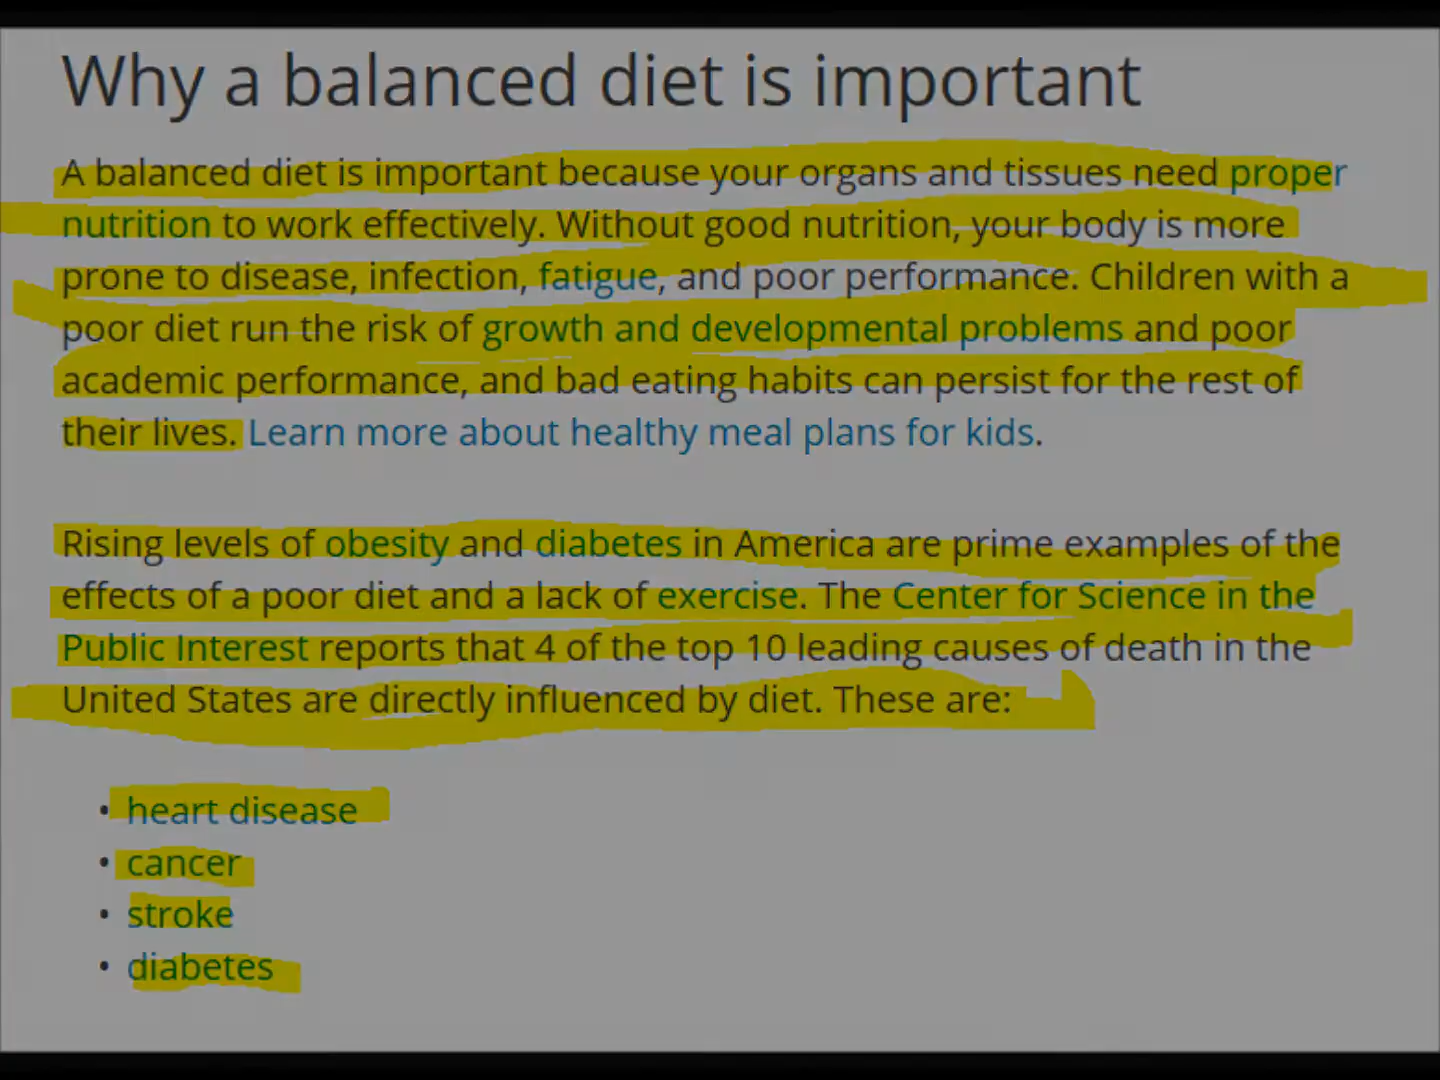 Why a balanced diet is important
A balanced diet is important because your organs and tissues need proper
nutrition to work effectively. Without good nutrition, your body is more
prone to disease, infection, fatigue, and poor performance. Children with a
poor diet run the risk of growth and developmental problems and poor
academic performance, and bad eating habits can persist for the rest of
their lives. Learn more about healthy meal plans for kids.
Rising levels of obesity and diabetes in America are prime examples of the
effects of a poor diet and a lack of exercise. The Center for Science in the
Public Interest reports that 4 of the top 10 leading causes of death in the
United States are directly influenced by diet. These are:
• heart disease
• cancer
• stroke
• diabetes